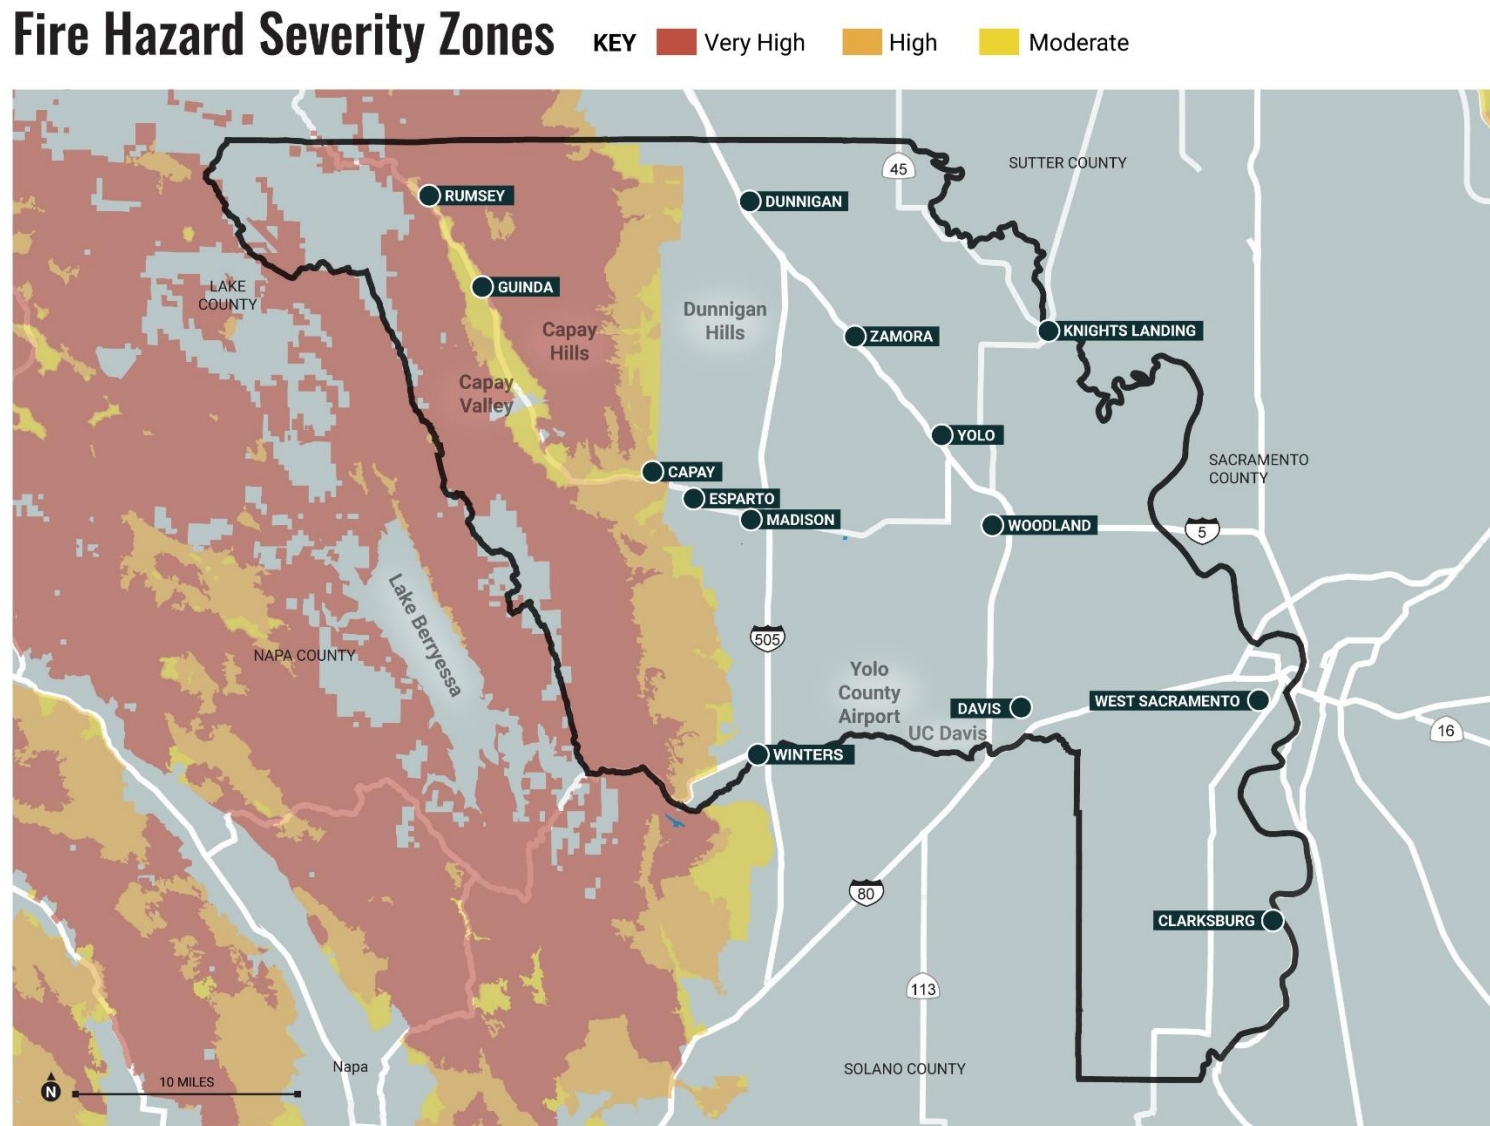 Fire Hazard Severity Zones
KEY
Very High
High
Moderate
45
SUTTER COUNTY
RUMSEY
DUNNIGAN
LAKE
COUNTY
GUINDA
Dunnigan
Hills
Capay
Hills
ZAMORA
KNIGHTS LANDING
Capay
Valley
YOLO
SACRAMENTO
COUNTY
CAPAY
ESPARTO
MADISON
WOODLAND
5
Lake Berryessa
505
NAPA COUNTY
Yolo
County
Airport
DAVIS
WEST SACRAMENTO
UC Davis
16
WINTERS
80
CLARKSBURG
113
Napa
SOLANO COUNTY
N
10 MILES